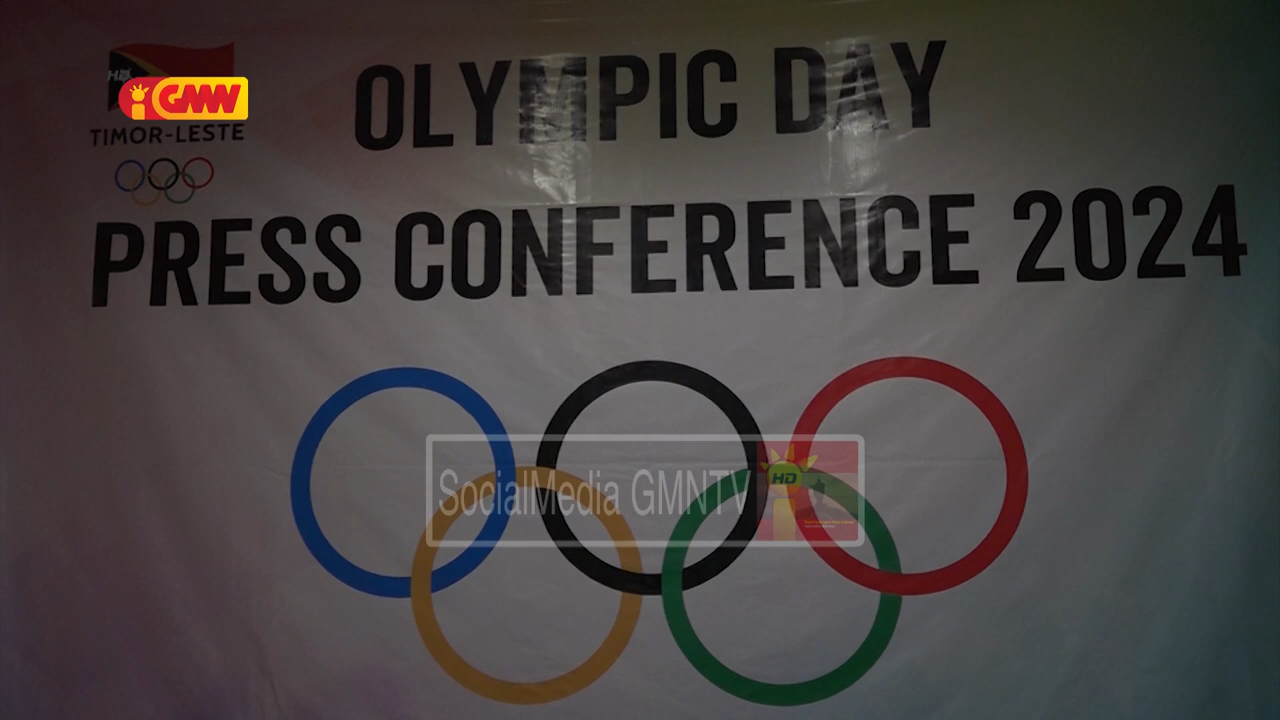 OLYMPIC DAY
GMN
TIMOR-LESTE
PRESS CONFERENCE 2024
SocialMedia GMNTV
HD